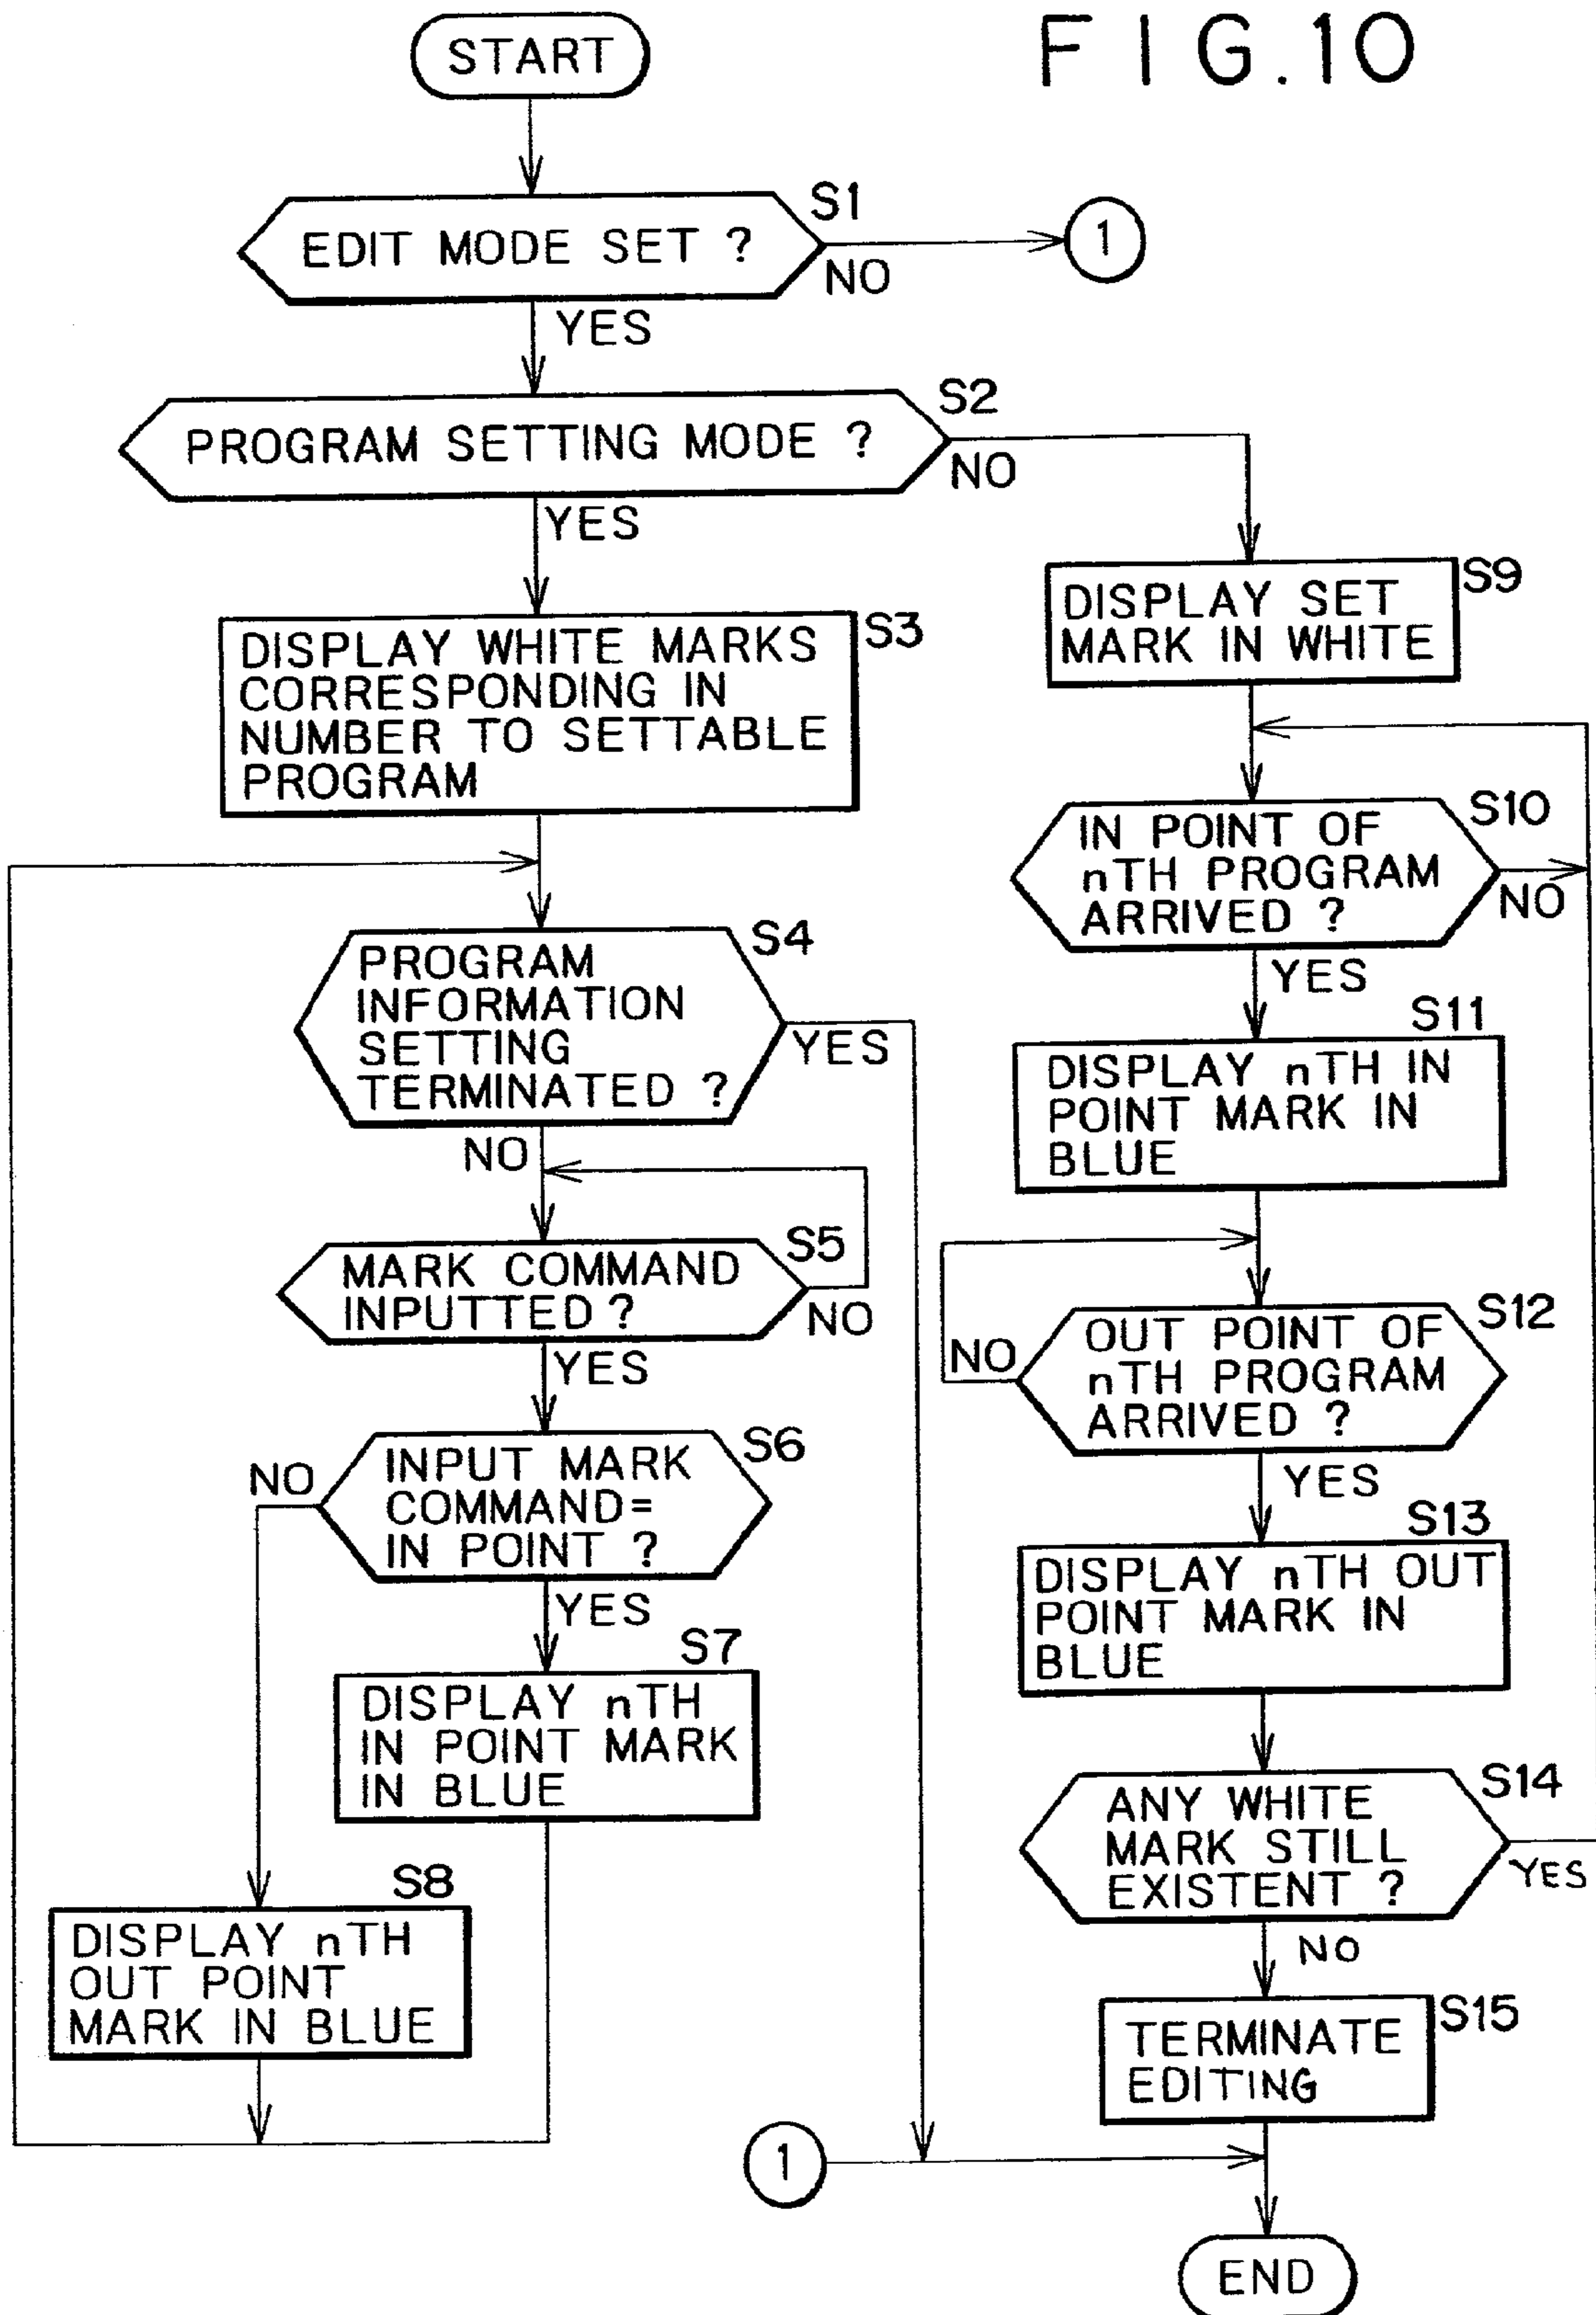 FIG.10
START
S1
EDIT MODE SET ?
NO
1
YES
S2
PROGRAM SETTING MODE ?
NO
YES
S3
DISPLAY WHITE MARKS
CORRESPONDING IN
NUMBER TO SETTABLE
PROGRAM
S4
PROGRAM
INFORMATION
SETTING
TERMINATED ?
YES
NO
S5
MARK COMMAND
INPUTTED ?
NO
YES
S6
INPUT MARK
COMMAND=
IN POINT ?
NO
YES
S7
DISPLAY nTH
IN POINT MARK
IN BLUE
S8
DISPLAY nTH
OUT POINT
MARK IN BLUE
S9
DISPLAY SET
MARK IN WHITE
S10
IN POINT OF
nTH PROGRAM
ARRIVED ?
NO
YES
S11
DISPLAY nTH IN
POINT MARK IN
BLUE
S12
OUT POINT OF
nTH PROGRAM
ARRIVED ?
NO
YES
S13
DISPLAY nTH OUT
POINT MARK IN
BLUE
S14
ANY WHITE
MARK STILL
EXISTENT ?
YES
NO
S15
TERMINATE
EDITING
1
END